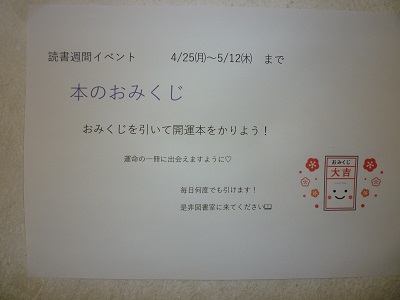 読書週間イベント　4/25㈪～5/12㈭　まで
本のおみくじ
おみくじを引いて開運本をかりよう！
運命の一冊に出会えますように♡
おみくじ
大吉
毎日何度でも引けます！
是非図書室に来てください📖